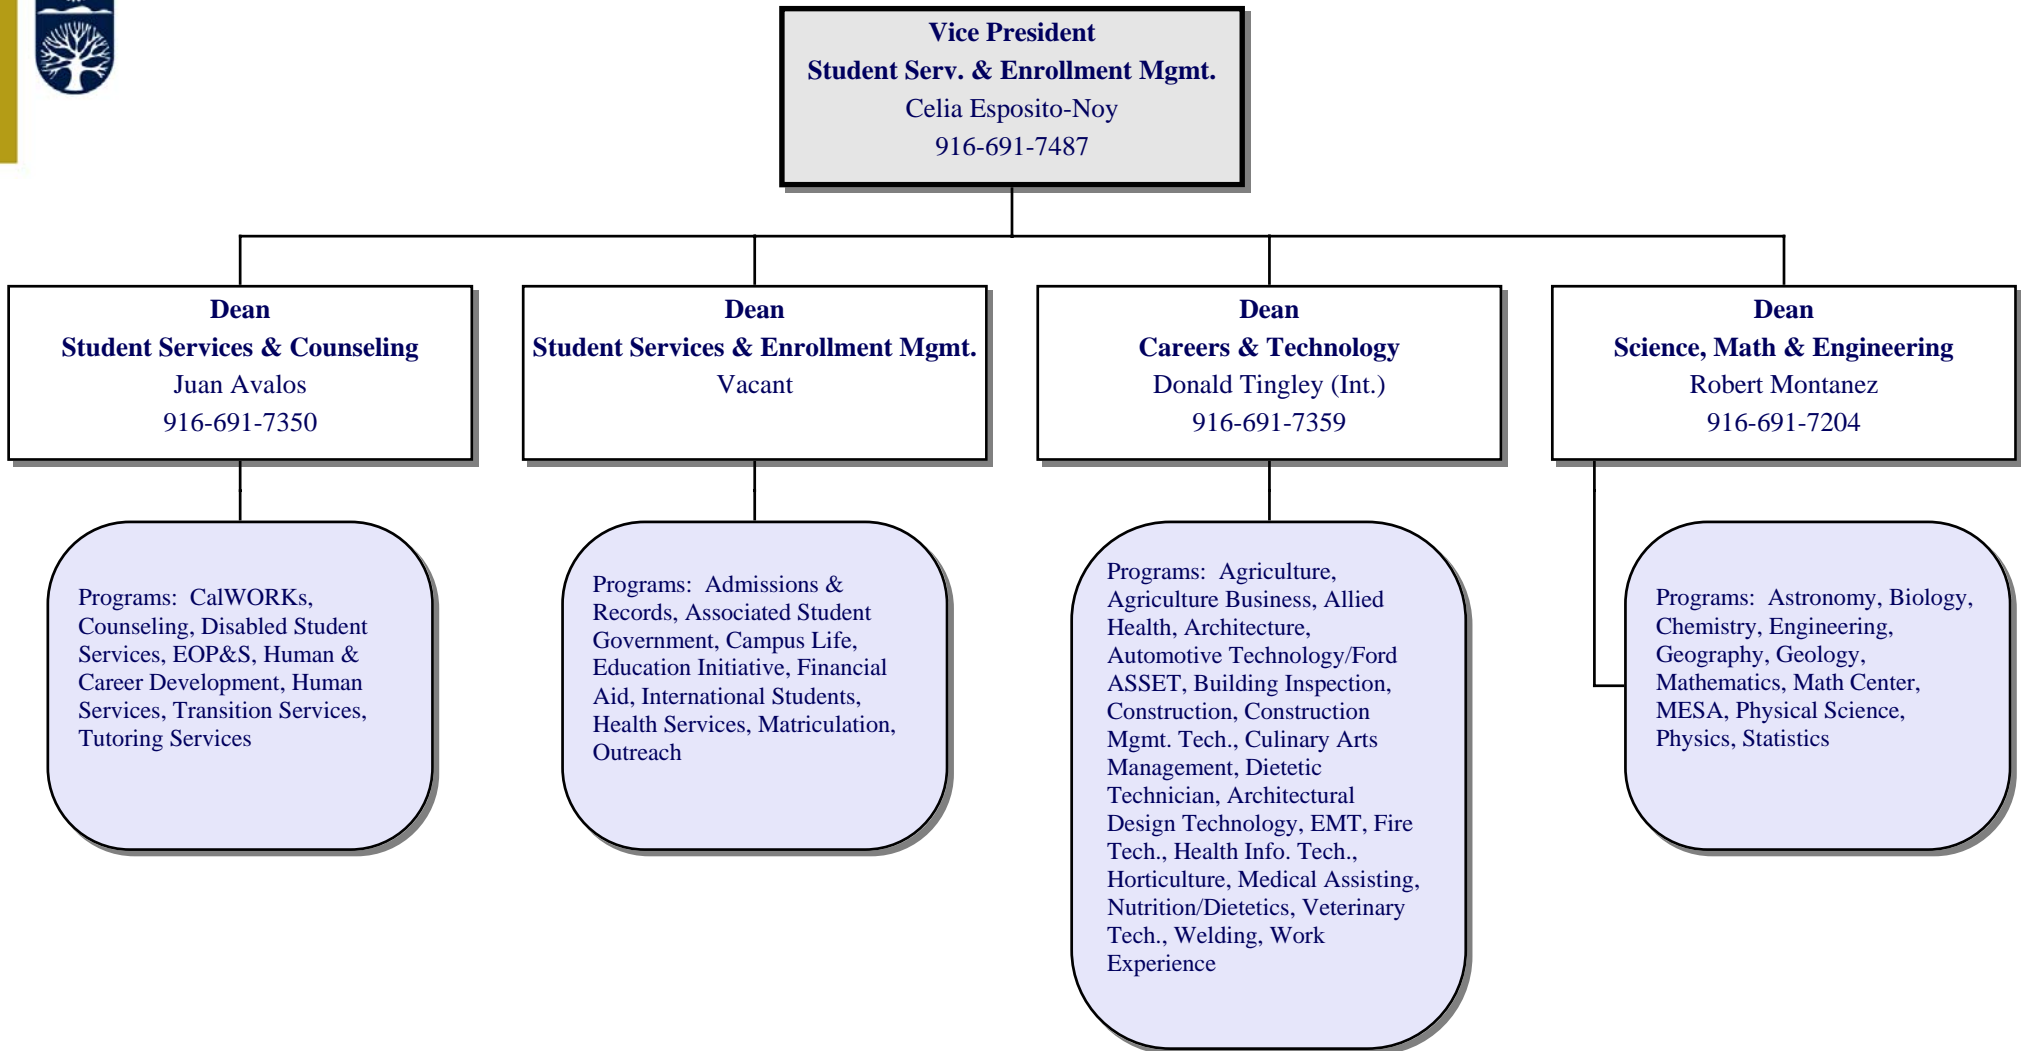 Vice President
Student Serv. & Enrollment Mgmt.
Celia Esposito-Noy
916-691-7487
Dean
Student Services & Counseling
Juan Avalos
916-691-7350
Dean
Student Services & Enrollment Mgmt.
Vacant
Dean
Careers & Technology
Donald Tingley (Int.)
916-691-7359
Dean
Science, Math & Engineering
Robert Montanez
916-691-7204
Programs: CalWORKs,
Counseling, Disabled Student
Services, EOP&S, Human &
Career Development, Human
Services, Transition Services,
Tutoring Services
Programs: Admissions &
Records, Associated Student
Government, Campus Life,
Education Initiative, Financial
Aid, International Students,
Health Services, Matriculation,
Outreach
Programs: Agriculture,
Agriculture Business, Allied
Health, Architecture,
Automotive Technology/Ford
ASSET, Building Inspection,
Construction, Construction
Mgmt. Tech., Culinary Arts
Management, Dietetic
Technician, Architectural
Design Technology, EMT, Fire
Tech., Health Info. Tech.,
Horticulture, Medical Assisting,
Nutrition/Dietetics, Veterinary
Tech., Welding, Work
Experience
Programs: Astronomy, Biology,
Chemistry, Engineering,
Geography, Geology,
Mathematics, Math Center,
MESA, Physical Science,
Physics, Statistics